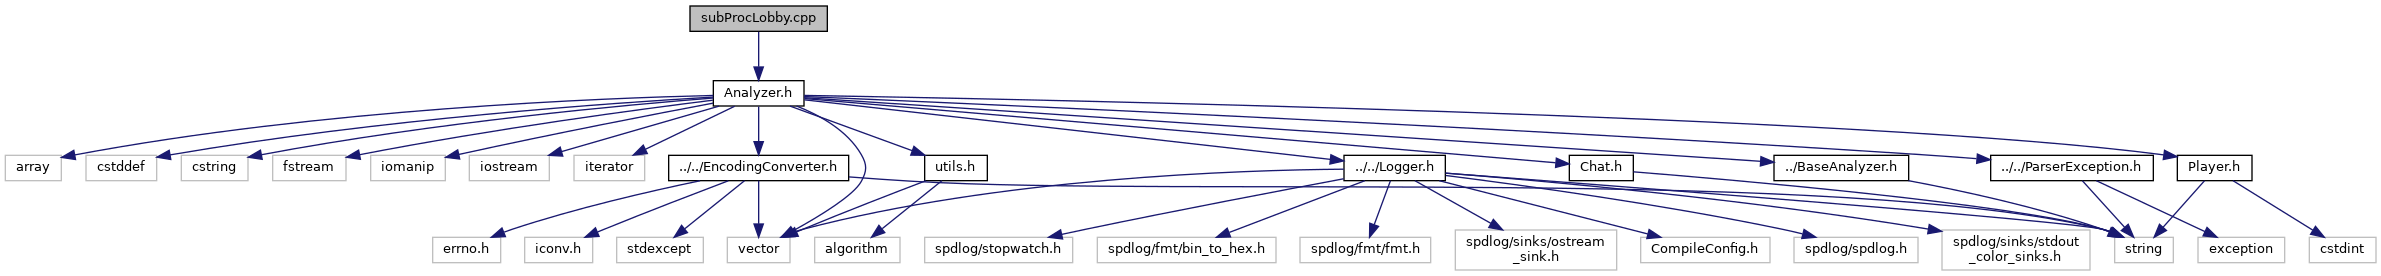 subProcLobby.cpp
Analyzer.h
array
cstddef
cstring
fstream
iomanip
iostream
iterator
../../EncodingConverter.h
utils.h
../../Logger.h
Chat.h
../BaseAnalyzer.h
../../ParserException.h
Player.h
errno.h
iconv.h
stdexcept
vector
algorithm
spdlog/stopwatch.h
spdlog/fmt/bin_to_hex.h
spdlog/fmt/fmt.h
spdlog/sinks/ostream
_sink.h
CompileConfig.h
spdlog/spdlog.h
spdlog/sinks/stdout
_color_sinks.h
string
exception
cstdint